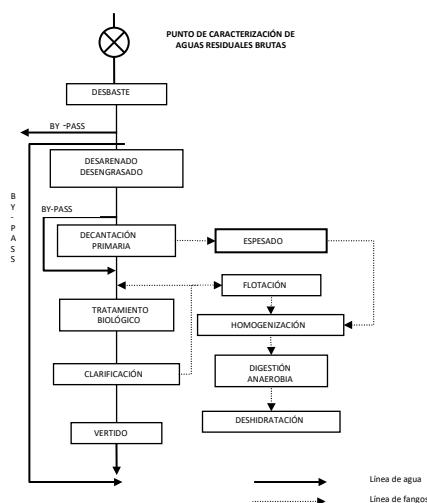 PUNTO DE CARACTERIZACIÓN DE
AGUAS RESIDUALES BRUTAS
DESBASTE
BY -PASS
DESARENADO
DESENGRASADO
B
Y
-
P
A
S
S
BY-PASS
DECANTACIÓN
PRIMARIA
ESPESADO
FLOTACIÓN
TRATAMIENTO
BIOLÓGICO
HOMOGENIZACIÓN
CLARIFICACIÓN
DIGESTIÓN
ANAEROBIA
DESHIDRATACIÓN
VERTIDO
Línea de agua
Línea de fangos